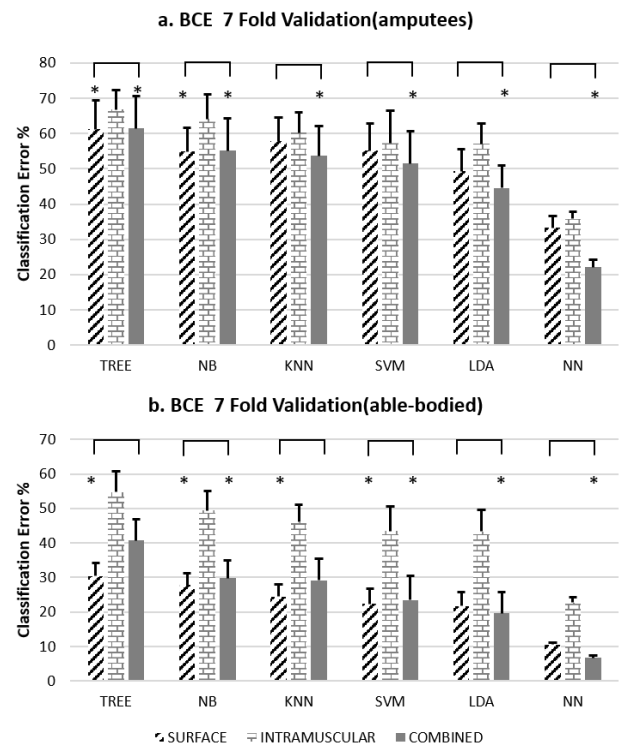 a. BCE 7 Fold Validation(amputees)
80
70
60
50
40
30
20
10
0
Classification Error %
* * * * * * * *
TREE NB KNN SVM LDA NN
b. BCE 7 Fold Validation(able-bodied)
70
60
50
40
30
20
10
0
Classification Error %
* * * * * * * *
TREE NB KNN SVM LDA NN
SURFACE INTRAMUSCULAR COMBINED